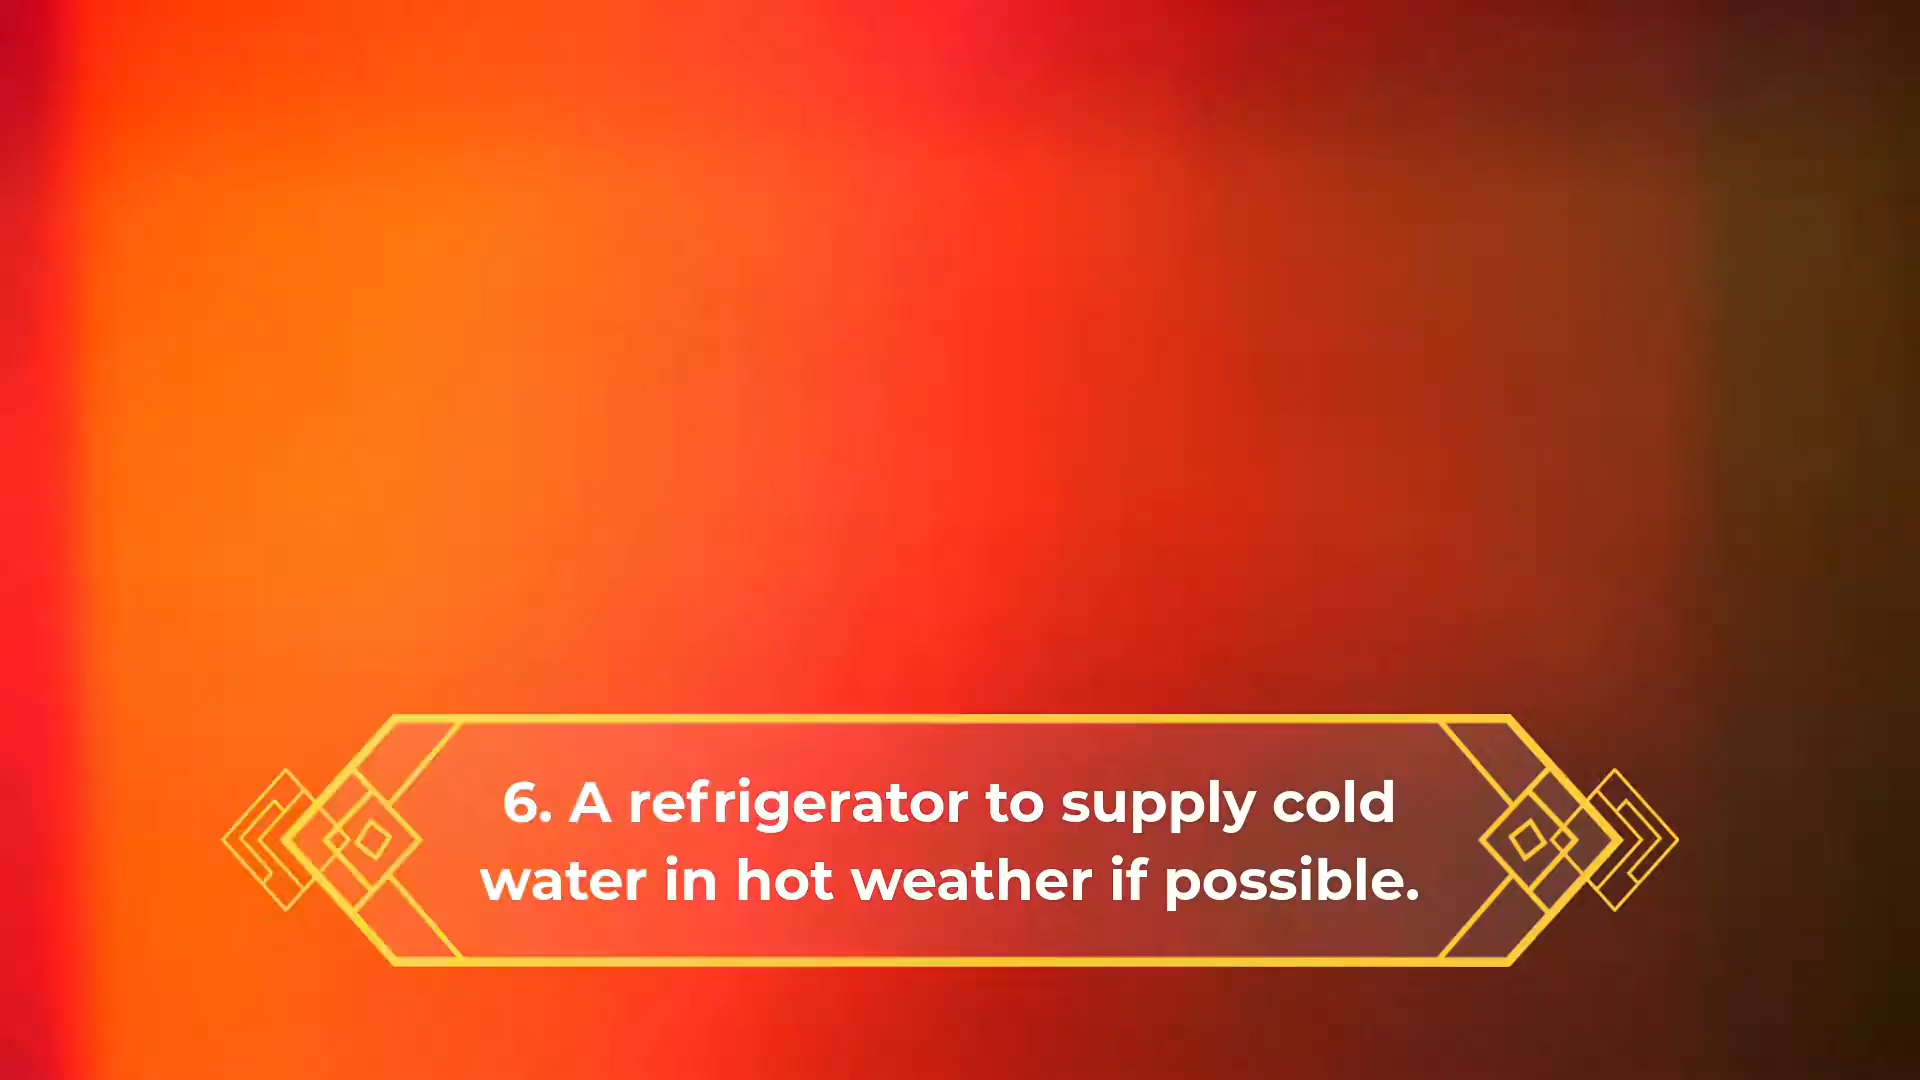 6. A refrigerator to supply cold
water in hot weather if possible.